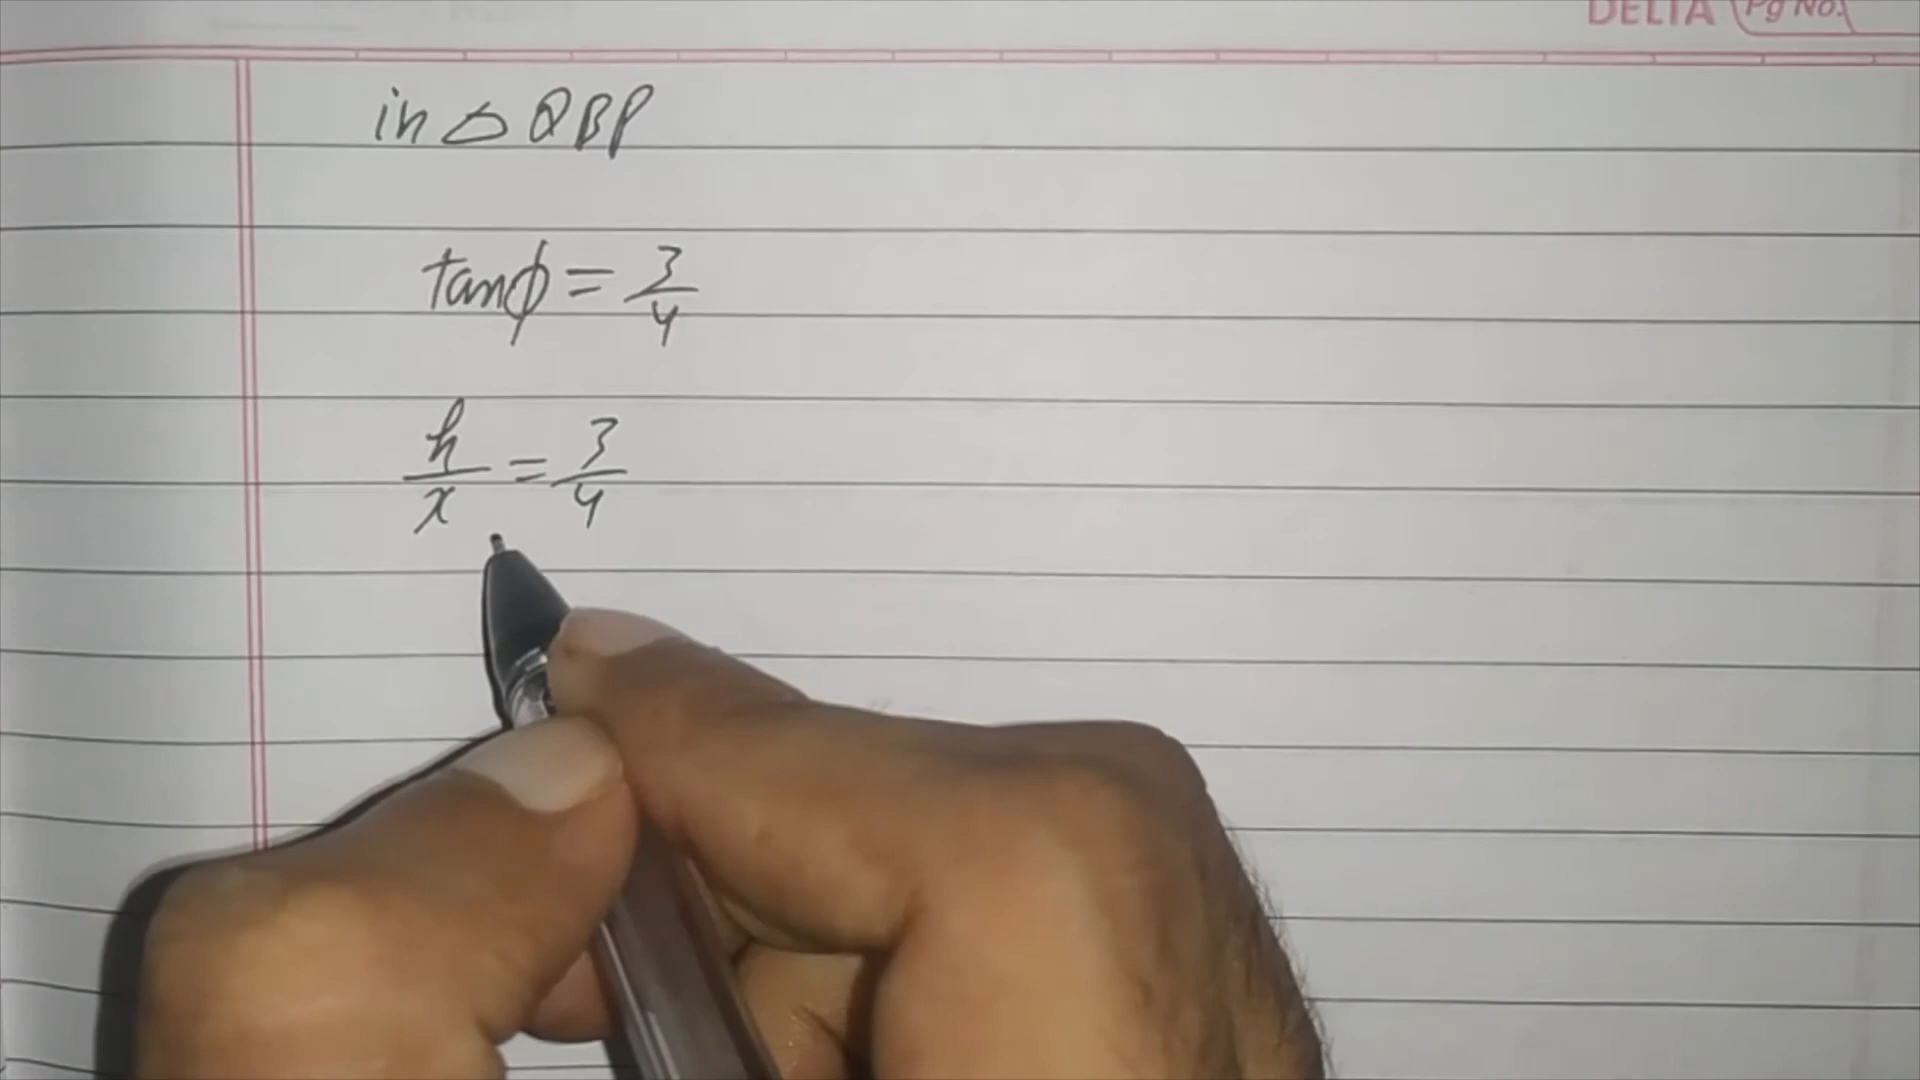 DELTA Pg No.
in △ QBP
tanϕ = 3/4
h/x = 3/4